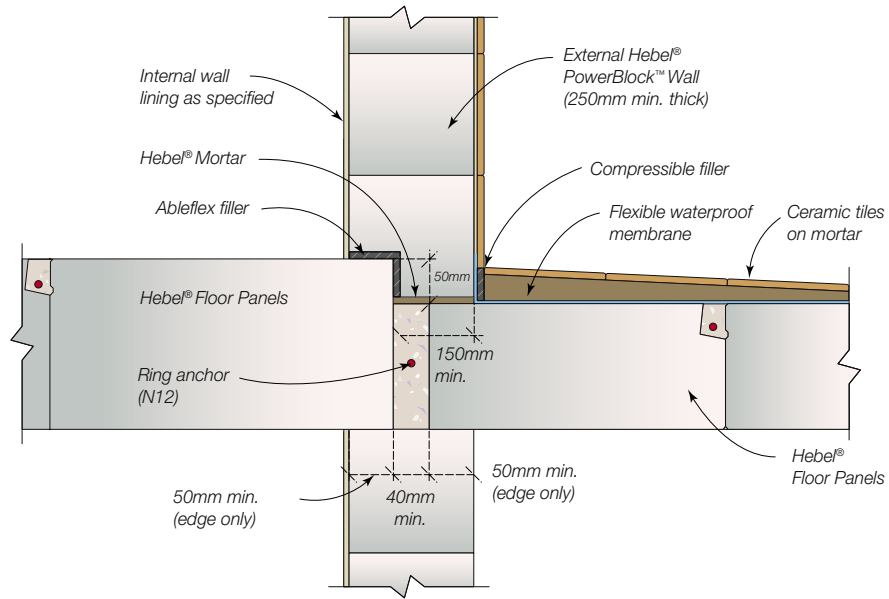 Internal wall
lining as specified
External Hebel®
PowerBlock™ Wall
(250mm min. thick)
Hebel® Mortar
Compressible filler
Ableflex filler
Flexible waterproof
membrane
Ceramic tiles
on mortar
50mm
Hebel® Floor Panels
150mm
min.
Ring anchor
(N12)
Hebel®
Floor Panels
50mm min.
(edge only)
40mm
min.
50mm min.
(edge only)